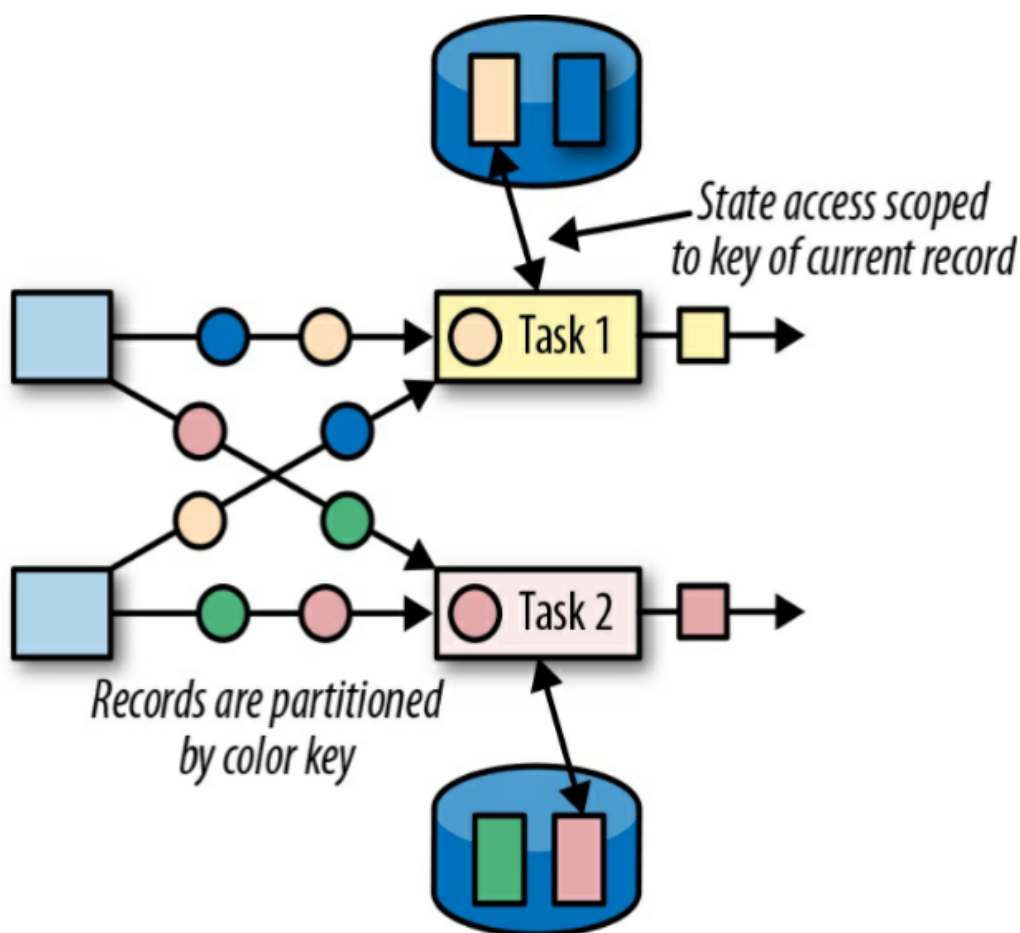 State access scoped
to key of current record
Task 1
Task 2
Records are partitioned
by color key